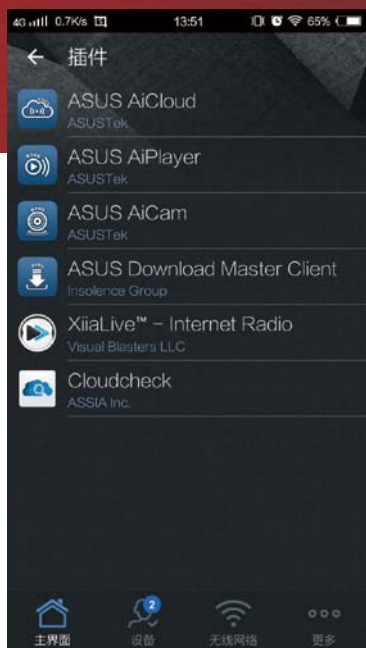 4G 0.7K/s 13:51 65%
插件
ASUS AiCloud
ASUSTek
ASUS AiPlayer
ASUSTek
ASUS AiCam
ASUSTek
ASUS Download Master Client
Insolence Group
XiiaLive™ – Internet Radio
Visual Blasters LLC
Cloudcheck
ASSIA Inc.
2
主界面 设备 无线网络 更多